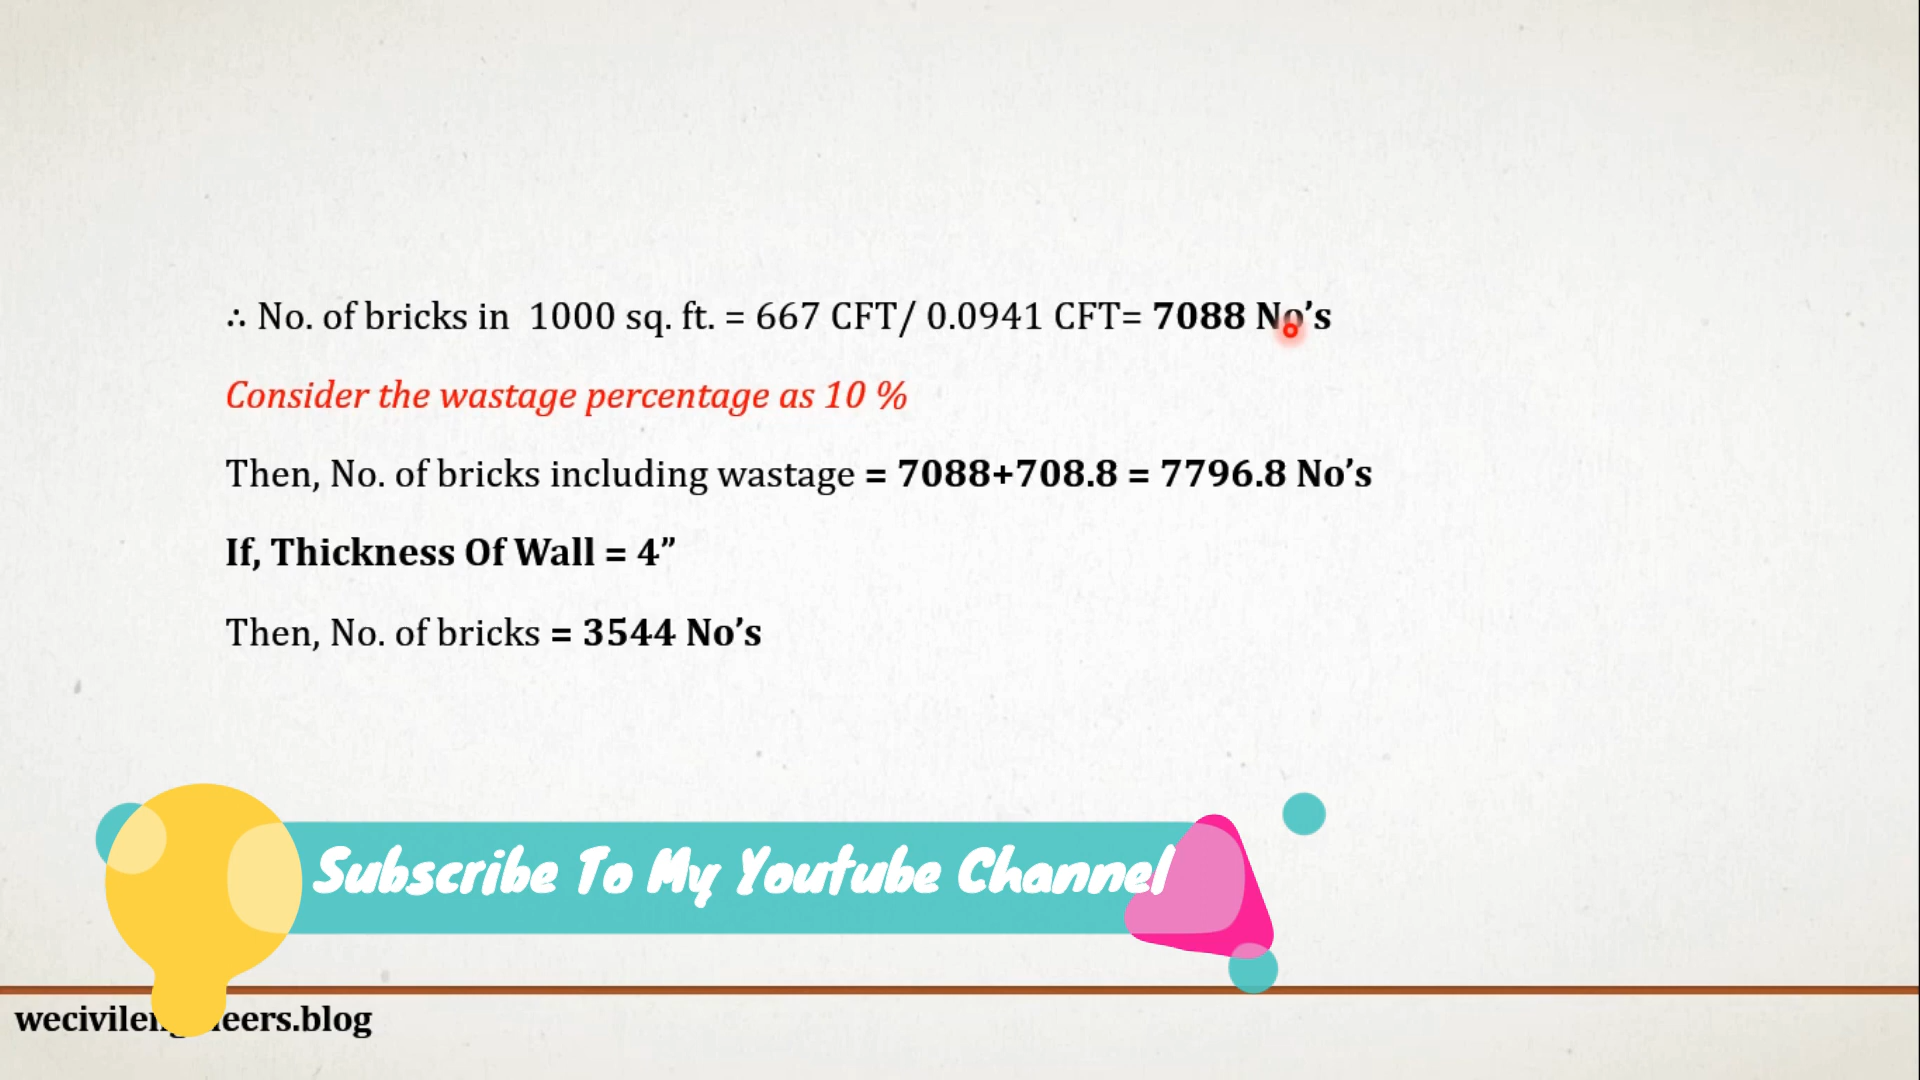 ∴ No. of bricks in 1000 sq. ft. = 667 CFT/ 0.0941 CFT= 7088 No’s
Consider the wastage percentage as 10 %
Then, No. of bricks including wastage = 7088+708.8 = 7796.8 No’s
If, Thickness Of Wall = 4”
Then, No. of bricks = 3544 No’s
Subscribe To My Youtube Channel
wecivilengineers.blog